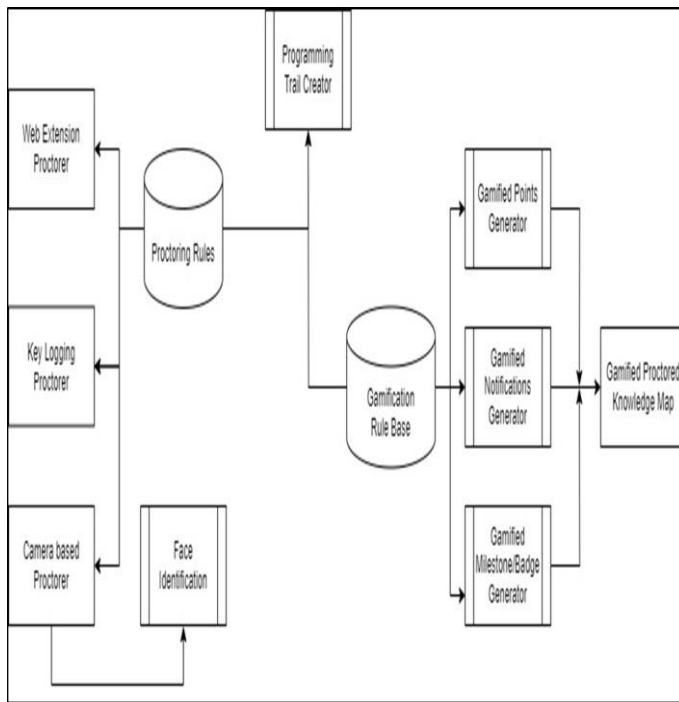 Programming
Trail Creator
Web Extension
Proctorer
Proctoring Rules
Gamified Points
Generator
Key Logging
Proctorer
Gamification
Rule Base
Gamified
Notifications
Generator
Gamified Proctored
Knowledge Map
Camera based
Proctorer
Face
Identification
Gamified
Milestone/Badge
Generator